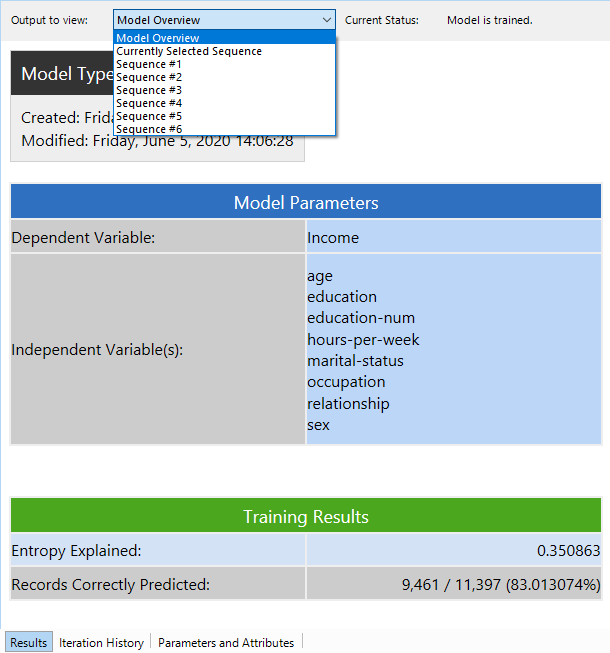 Output to view: Model Overview Current Status: Model is trained.
Model Overview
Currently Selected Sequence
Sequence #1
Sequence #2
Sequence #3
Sequence #4
Sequence #5
Sequence #6
Model Type
Created:
Modified: Friday, June 5, 2020 14:06:28
Model Parameters
Dependent Variable: Income
Independent Variable(s):
age
education
education-num
hours-per-week
marital-status
occupation
relationship
sex
Training Results
Entropy Explained: 0.350863
Records Correctly Predicted: 9,461 / 11,397 (83.013074%)
Results Iteration History Parameters and Attributes